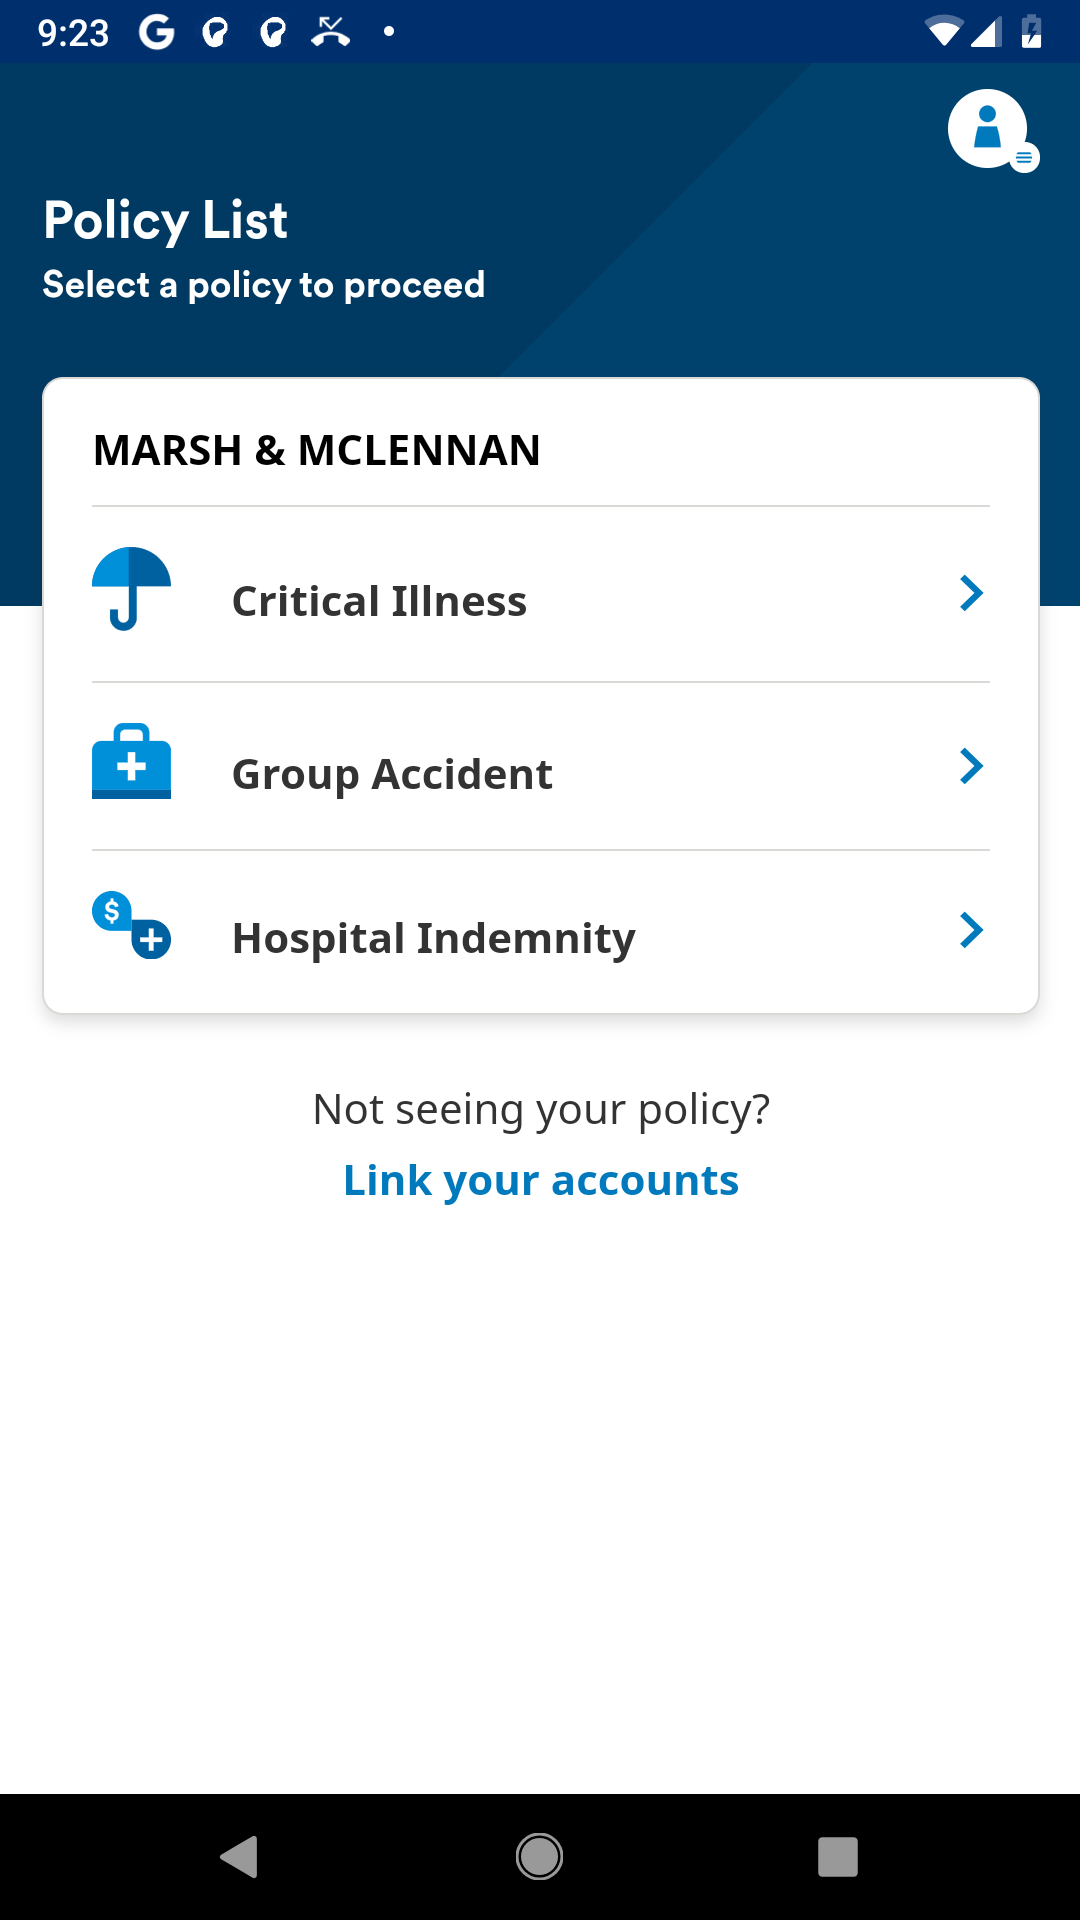 9:23
Policy List
Select a policy to proceed
MARSH & MCLENNAN
Critical Illness
Group Accident
$
Hospital Indemnity
Not seeing your policy?
Link your accounts